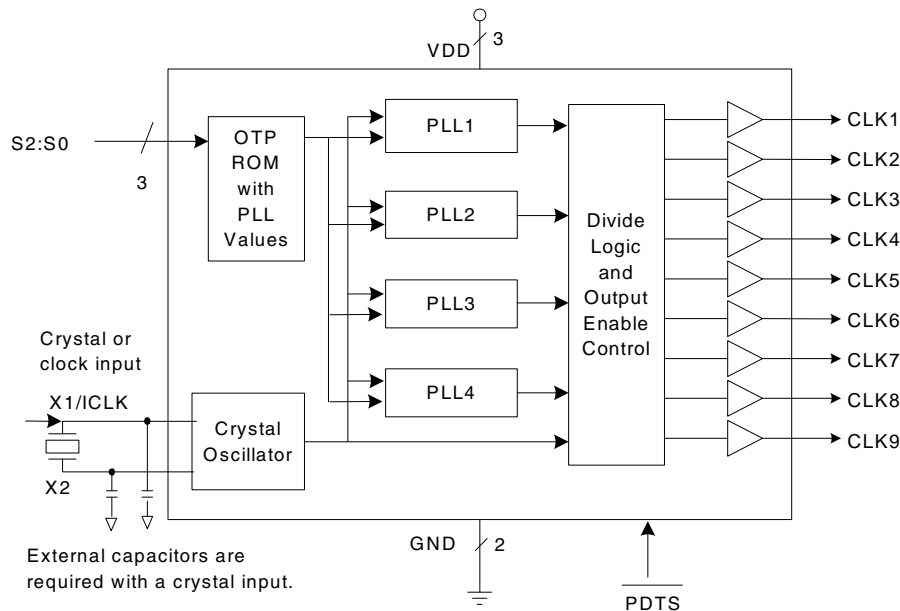 VDD
3
S2:S0
3
OTP
ROM
with
PLL
Values
PLL1
PLL2
PLL3
PLL4
Divide
Logic
and
Output
Enable
Control
CLK1
CLK2
CLK3
CLK4
CLK5
CLK6
CLK7
CLK8
CLK9
Crystal or
clock input
X1/ICLK
X2
Crystal
Oscillator
External capacitors are
required with a crystal input.
GND
2
PDTS